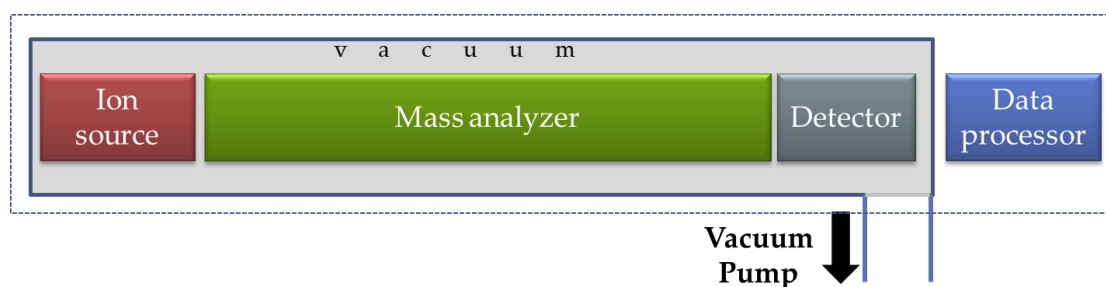 v a c u u m
Ion
source
Mass analyzer
Detector
Data
processor
Vacuum
Pump